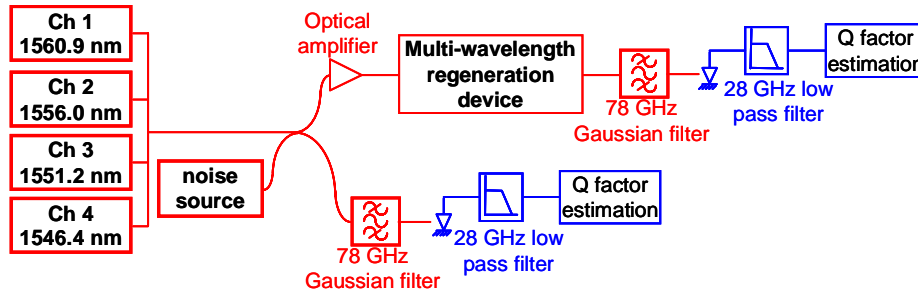 Ch 1
1560.9 nm
Ch 2
1556.0 nm
Ch 3
1551.2 nm
Ch 4
1546.4 nm
noise
source
Optical
amplifier
Multi-wavelength
regeneration
device
78 GHz
Gaussian filter
28 GHz low
pass filter
Q factor
estimation
78 GHz
Gaussian filter
28 GHz low
pass filter
Q factor
estimation